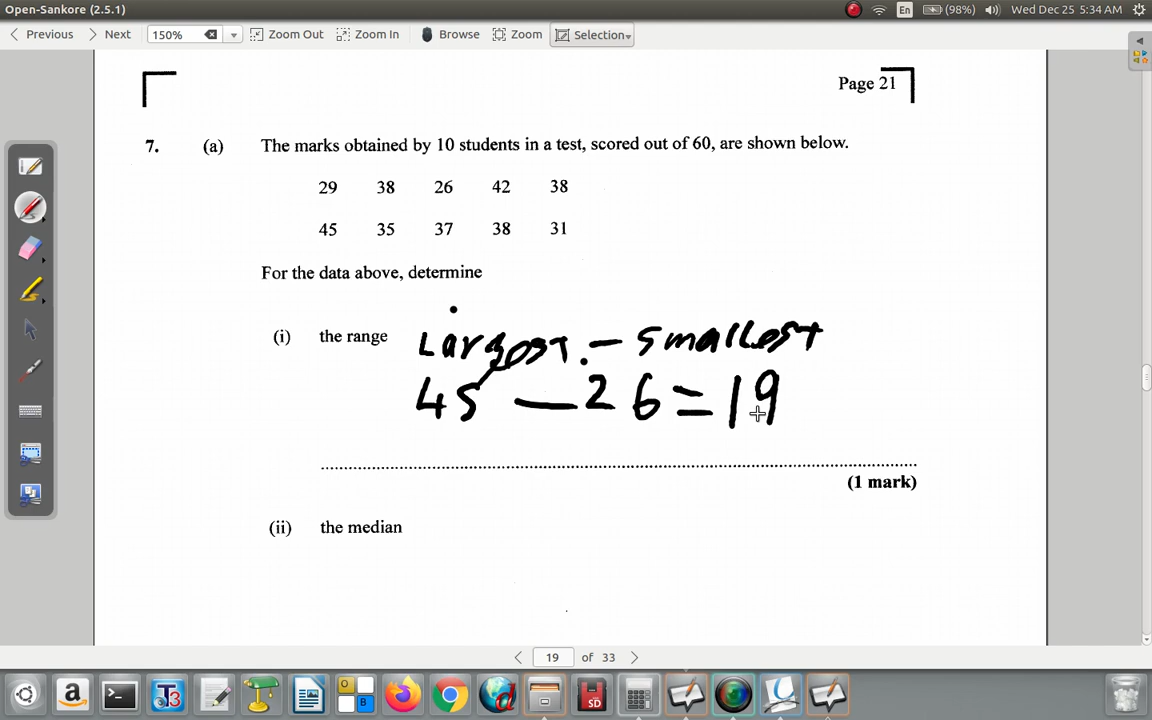 Open-Sankore (2.5.1)
En (98%) Wed Dec 25 5:34 AM
Previous Next 150% Zoom Out Zoom In Browse Zoom Selection
Page 21
7. (a) The marks obtained by 10 students in a test, scored out of 60, are shown below.
29 38 26 42 38
45 35 37 38 31
For the data above, determine
(i) the range Largest - Smallest
45 - 26 = 19
(1 mark)
(ii) the median
19 of 33